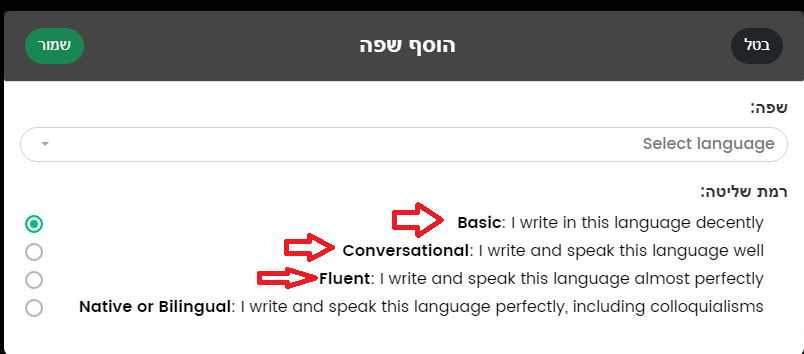 בטל
הוסף שפה
שמור
שפה:
Select language
רמת שליטה:
Basic: I write in this language decently
Conversational: I write and speak this language well
Fluent: I write and speak this language almost perfectly
Native or Bilingual: I write and speak this language perfectly, including colloquialisms